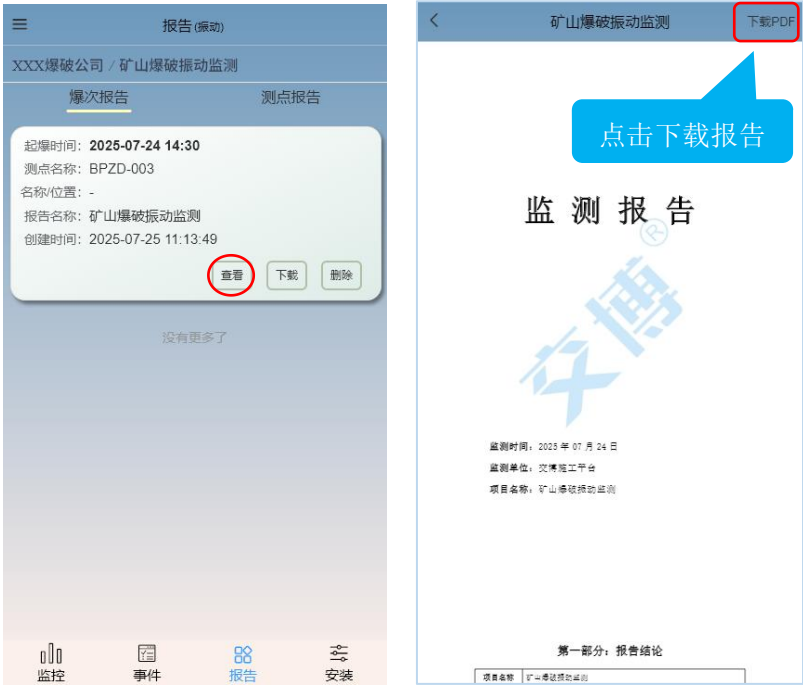 报告(振动)
XXX爆破公司 / 矿山爆破振动监测
爆次报告 测点报告
起爆时间: 2025-07-24 14:30
测点名称: BPZD-003
名称/位置: -
报告名称: 矿山爆破振动监测
创建时间: 2025-07-25 11:13:49
查看 下载 删除
没有更多了
监控 事件 报告 安装
矿山爆破振动监测 下载PDF
点击下载报告
监 测 报 告
交博®
监测时间: 2025 年 07 月 24 日
监测单位: 交博施工平台
项目名称: 矿山爆破振动监测
第一部分: 报告结论
项目名称 矿山爆破振动监测